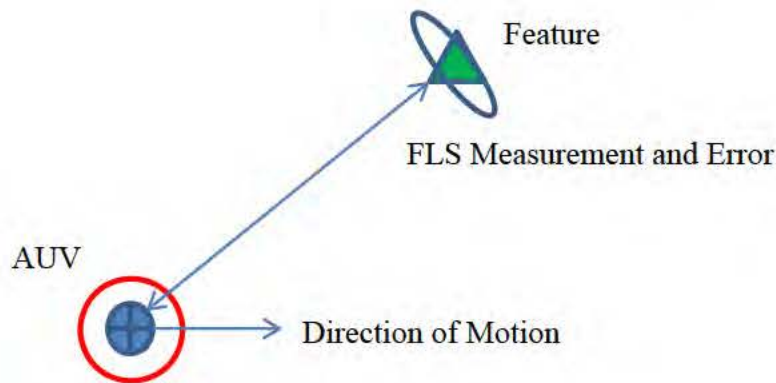 Feature
FLS Measurement and Error
AUV
Direction of Motion